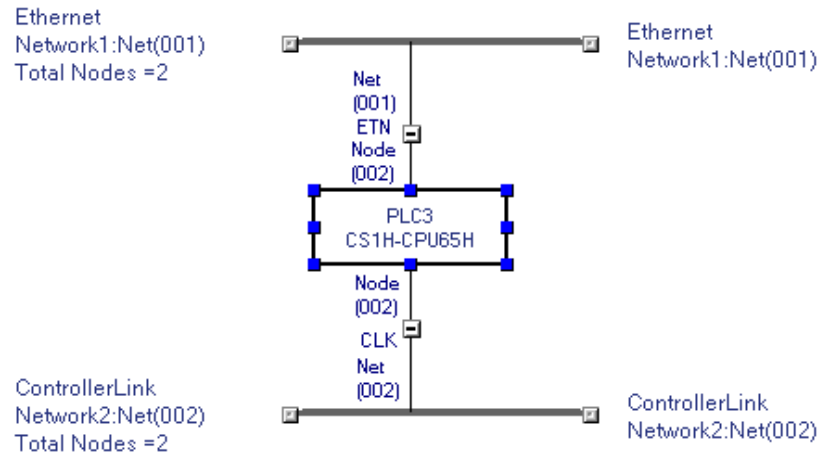 Ethernet
Network1:Net(001)
Total Nodes =2
Ethernet
Network1:Net(001)
Net
(001)
ETN
Node
(002)
PLC3
CS1H-CPU65H
Node
(002)
CLK
Net
(002)
ControllerLink
Network2:Net(002)
Total Nodes =2
ControllerLink
Network2:Net(002)